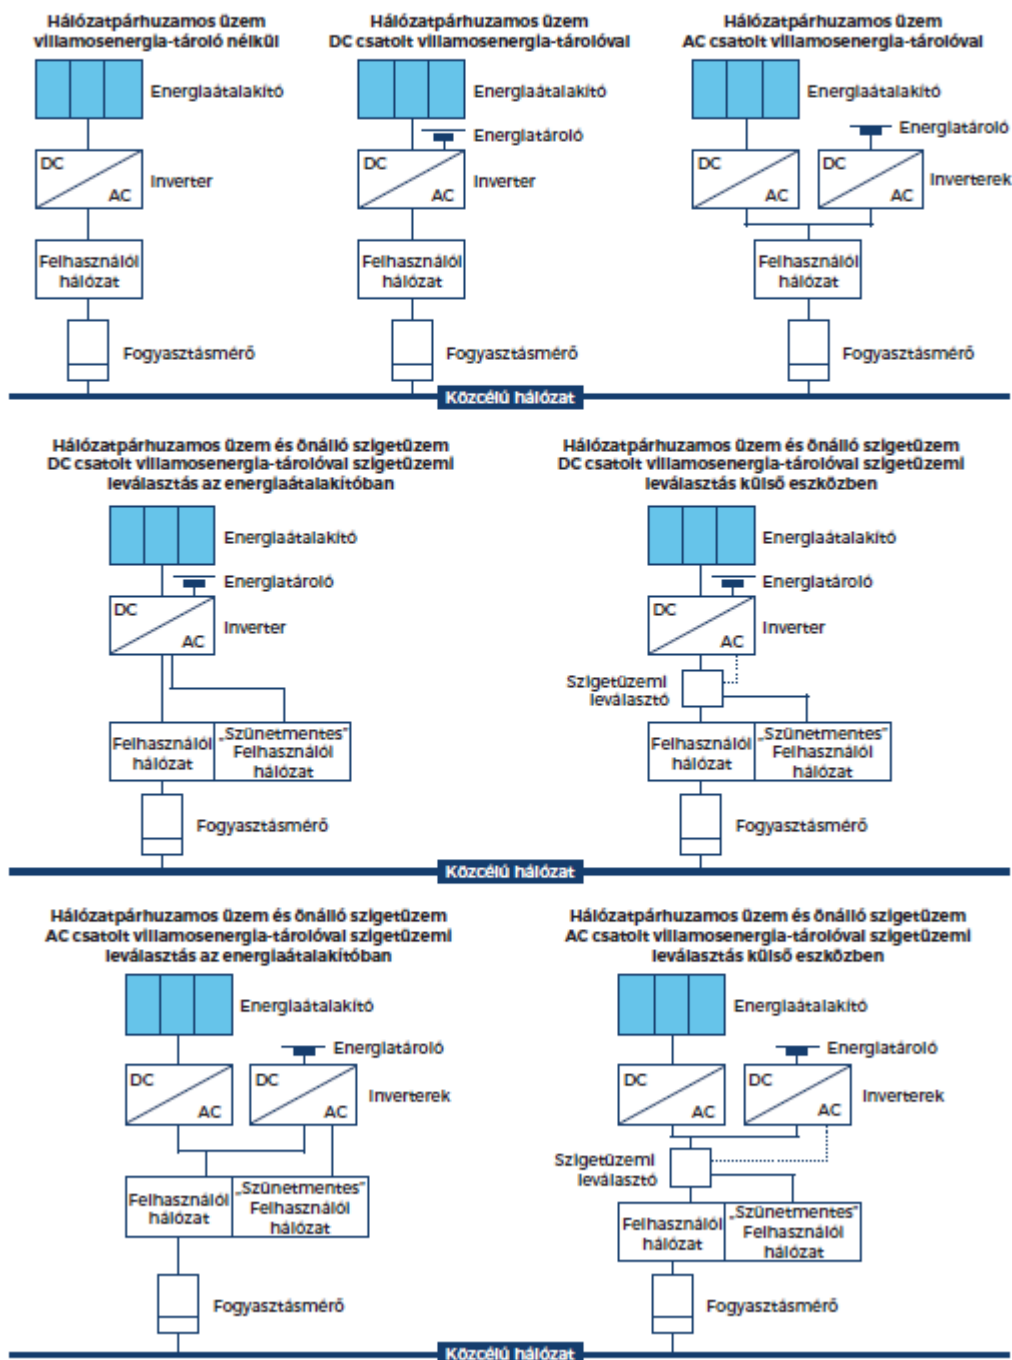 Hálózatpárhuzamos üzem
villamosenergia-tároló nélkül
Energiaátalakító
DC
AC
Inverter
Felhasználói
hálózat
Fogyasztásmérő
Hálózatpárhuzamos üzem
DC csatolt villamosenergia-tárolóval
Energiaátalakító
Energiatároló
DC
AC
Inverter
Felhasználói
hálózat
Fogyasztásmérő
Hálózatpárhuzamos üzem
AC csatolt villamosenergia-tárolóval
Energiaátalakító
Energiatároló
DC
AC
DC
AC
Inverterek
Felhasználói
hálózat
Fogyasztásmérő
Közcélú hálózat
Hálózatpárhuzamos üzem és önálló szigetüzem
DC csatolt villamosenergia-tárolóval szigetüzemi
leválasztás az energiaátalakítóban
Energiaátalakító
Energiatároló
DC
AC
Inverter
Felhasználói
hálózat
„Szünetmentes”
Felhasználói
hálózat
Fogyasztásmérő
Hálózatpárhuzamos üzem és önálló szigetüzem
DC csatolt villamosenergia-tárolóval szigetüzemi
leválasztás külső eszközben
Energiaátalakító
Energiatároló
DC
AC
Inverter
Szigetüzemi
leválasztó
Felhasználói
hálózat
„Szünetmentes”
Felhasználói
hálózat
Fogyasztásmérő
Közcélú hálózat
Hálózatpárhuzamos üzem és önálló szigetüzem
AC csatolt villamosenergia-tárolóval szigetüzemi
leválasztás az energiaátalakítóban
Energiaátalakító
Energiatároló
DC
AC
DC
AC
Inverterek
Felhasználói
hálózat
„Szünetmentes”
Felhasználói
hálózat
Fogyasztásmérő
Hálózatpárhuzamos üzem és önálló szigetüzem
AC csatolt villamosenergia-tárolóval szigetüzemi
leválasztás külső eszközben
Energiaátalakító
Energiatároló
DC
AC
DC
AC
Inverterek
Szigetüzemi
leválasztó
Felhasználói
hálózat
„Szünetmentes”
Felhasználói
hálózat
Fogyasztásmérő
Közcélú hálózat